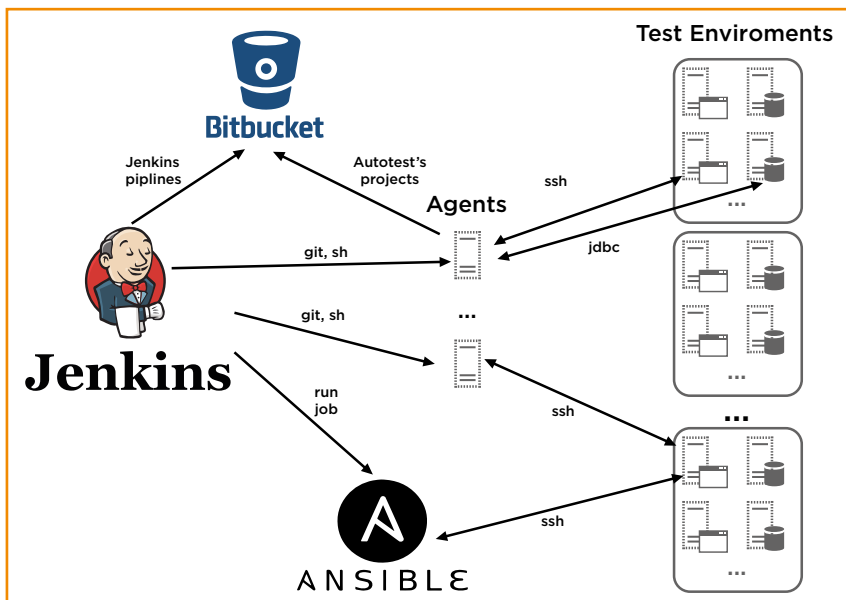 Test Enviroments
Bitbucket
Jenkins
piplines
Autotest's
projects
ssh
Agents
...
jdbc
git, sh
...
git, sh
...
Jenkins
run
job
...
ssh
ssh
...
ANSIBLE